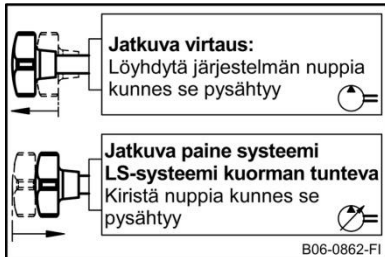 Jatkuva virtaus:
Löyhdytä järjestelmän nuppia
kunnes se pysähtyy
Jatkuva paine systeemi
LS-systeemi kuorman tunteva
Kiristä nuppia kunnes se
pysähtyy
B06-0862-FI